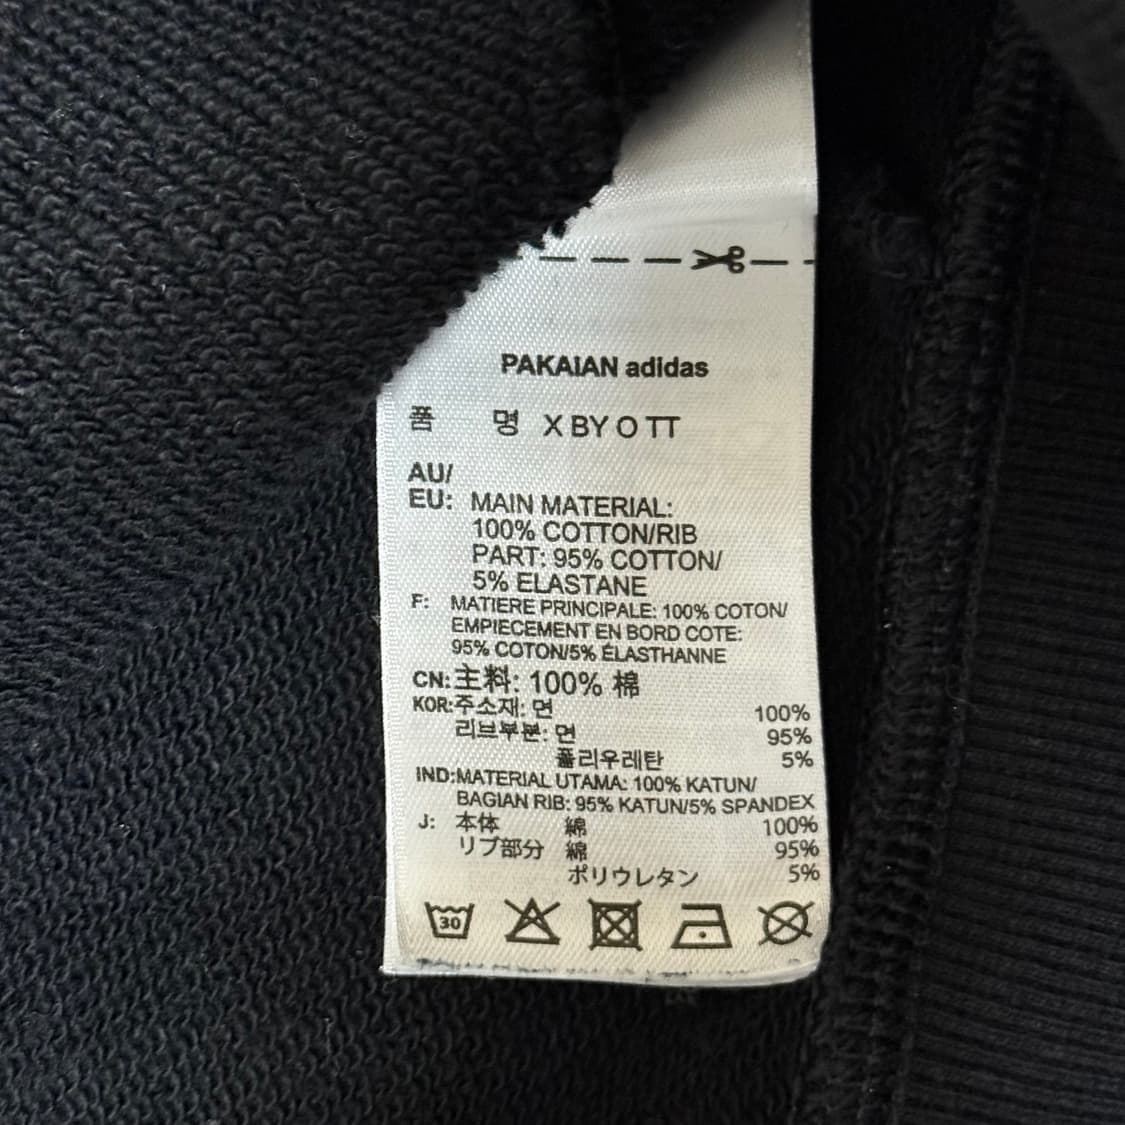 PAKAIAN adidas
품 명 X BY O TT
AU/
EU: MAIN MATERIAL:
100% COTTON/RIB
PART: 95% COTTON/
5% ELASTANE
F: MATIERE PRINCIPALE: 100% COTON/
EMPIECEMENT EN BORD COTE:
95% COTON/5% ÉLASTHANNE
CN: 主料: 100% 棉
KOR: 주소재: 면 100%
리브부분: 면 95%
폴리우레탄 5%
IND: MATERIAL UTAMA: 100% KATUN/
BAGIAN RIB: 95% KATUN/5% SPANDEX
J: 本体 綿 100%
リブ部分 綿 95%
ポリウレタン 5%
30